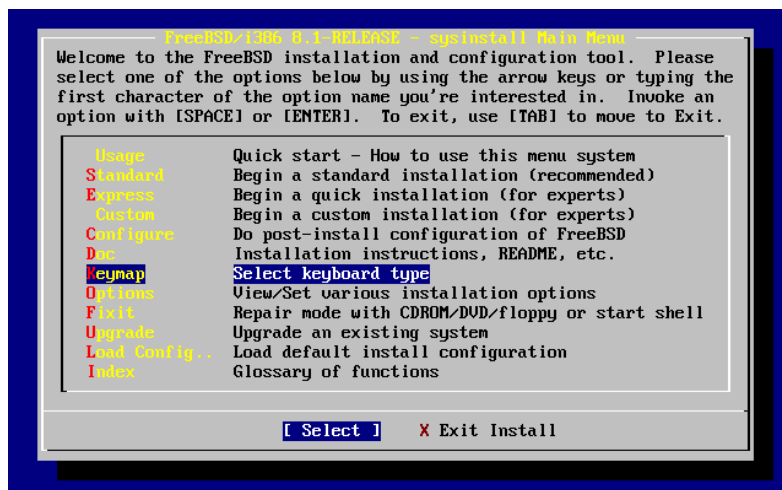 FreeBSD/i386 8.1-RELEASE - sysinstall Main Menu
Welcome to the FreeBSD installation and configuration tool.  Please
select one of the options below by using the arrow keys or typing the
first character of the option name you're interested in.  Invoke an
option with [SPACE] or [ENTER].  To exit, use [TAB] to move to Exit.
Usage Quick start - How to use this menu system
Standard Begin a standard installation (recommended)
Express Begin a quick installation (for experts)
Custom Begin a custom installation (for experts)
Configure Do post-install configuration of FreeBSD
Doc Installation instructions, README, etc.
Keymap Select keyboard type
Options View/Set various installation options
Fixit Repair mode with CDROM/DVD/floppy or start shell
Upgrade Upgrade an existing system
Load Config.. Load default install configuration
Index Glossary of functions
[ Select ] X Exit Install